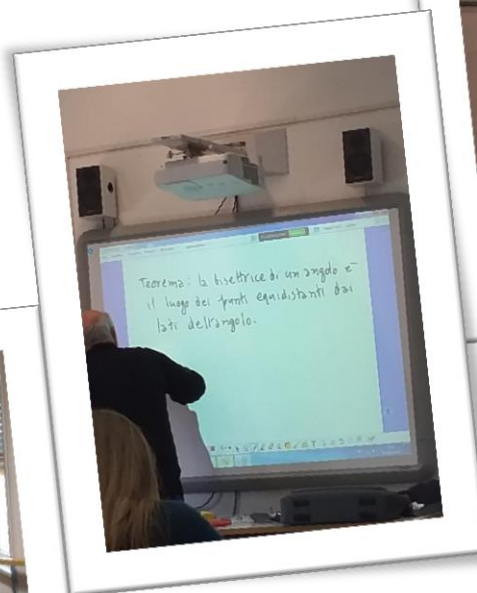 Teorema: la bisettrice di un angolo è
il luogo dei punti equidistanti dai
lati dell'angolo.